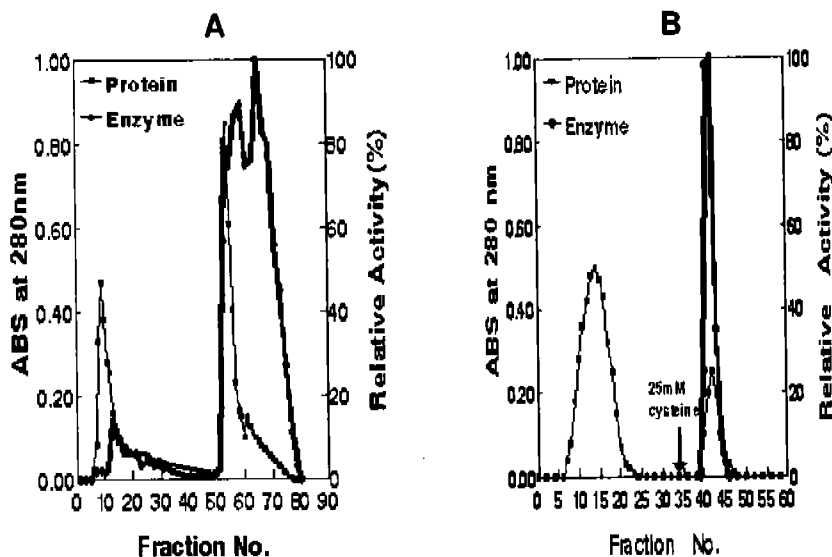 A
ABS at 280nm
1.00
0.80
0.60
0.40
0.20
0.00
Protein
Enzyme
100
80
60
40
20
0
Relative Activity(%)
0 10 20 30 40 50 60 70 80 90
Fraction No.
B
ABS at 280 nm
1.00
0.80
0.60
0.40
0.20
0.00
Protein
Enzyme
25mM
cysteine
100
80
60
40
20
0
Relative Activity (%)
0 5 10 15 20 25 30 35 40 45 50 55 60
Fraction No.